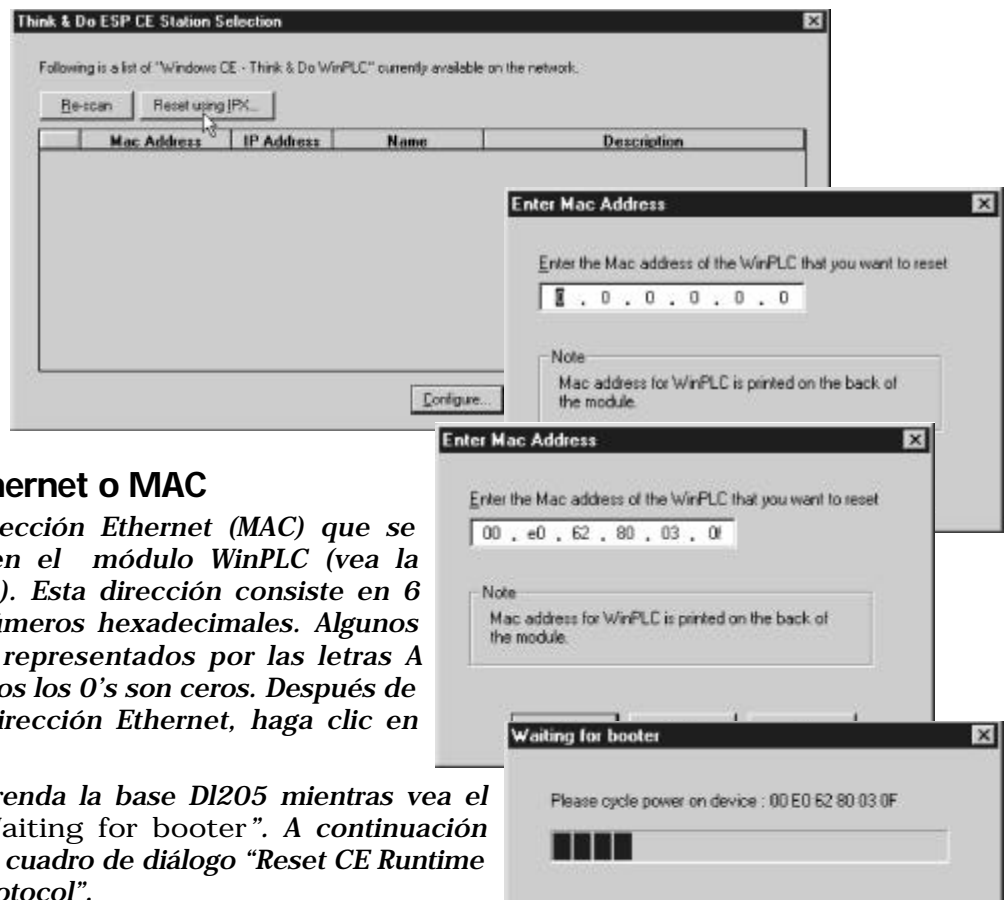 Think & Do ESP CE Station Selection
Following is a list of "Windows CE - Think & Do WinPLC" currently available on the network.
Re-scan
Reset using IPX...
Mac Address
IP Address
Name
Description
Configure...
Enter Mac Address
Enter the Mac address of the WinPLC that you want to reset
0 . 0 . 0 . 0 . 0 . 0
Note
Mac address for WinPLC is printed on the back of
the module.
Enter Mac Address
Enter the Mac address of the WinPLC that you want to reset
00 . e0 . 62 . 80 . 03 . 0f
Note
Mac address for WinPLC is printed on the back of
the module.
hernet o MAC
ección Ethernet (MAC) que se
en el módulo WinPLC (vea la
). Esta dirección consiste en 6
úmeros hexadecimales. Algunos
representados por las letras A
os los 0's son ceros. Después de
irección Ethernet, haga clic en
renda la base Dl205 mientras vea el
aiting for booter". A continuación
cuadro de diálogo “Reset CE Runtime
otocol".
Waiting for booter
Please cycle power on device : 00 E0 62 80 03 0F